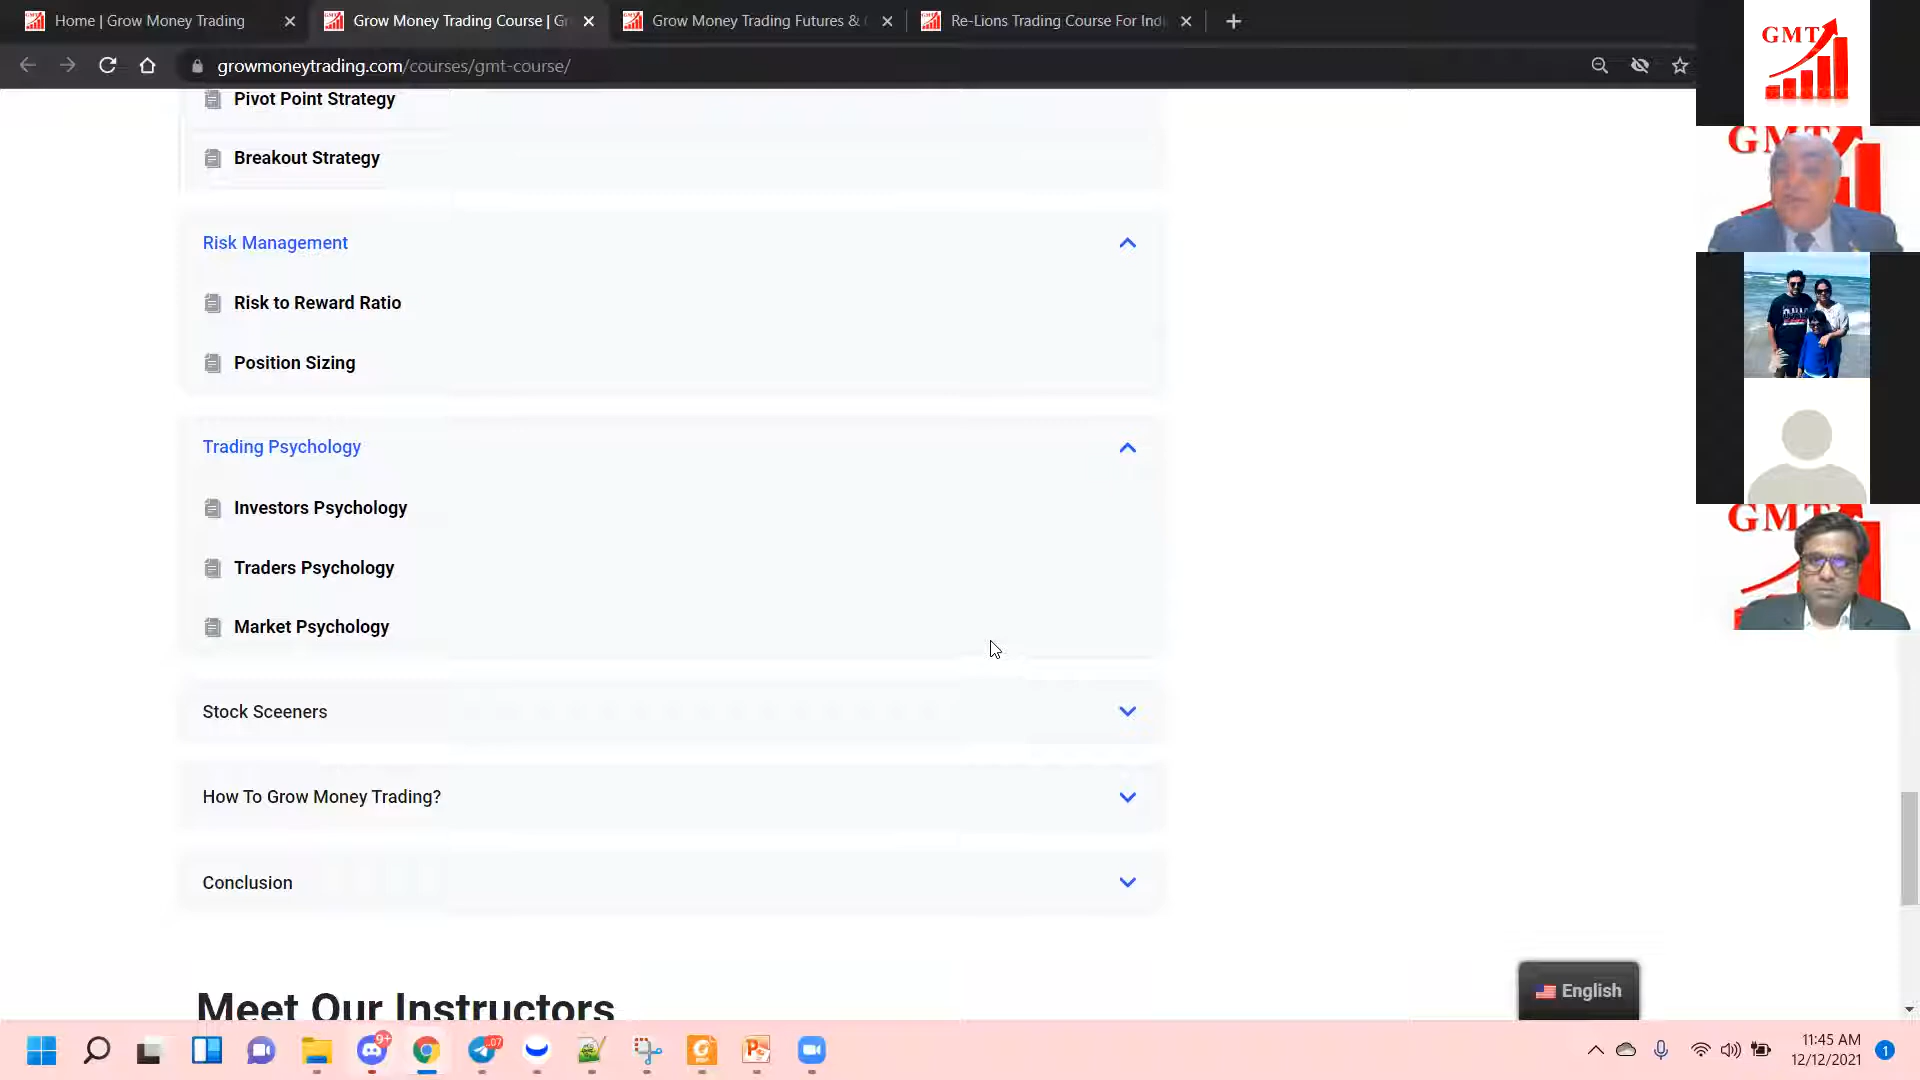 Home | Grow Money Trading
Grow Money Trading Course | Gr
Grow Money Trading Futures &
Re-Lions Trading Course For Indi
growmoneytrading.com/courses/gmt-course/
GMT
Pivot Point Strategy
Breakout Strategy
Risk Management
Risk to Reward Ratio
Position Sizing
Trading Psychology
Investors Psychology
GMT
Traders Psychology
Market Psychology
Stock Sceeners
How To Grow Money Trading?
Conclusion
Meet Our Instructors
English
9+
07
11:45 AM
12/12/2021
1